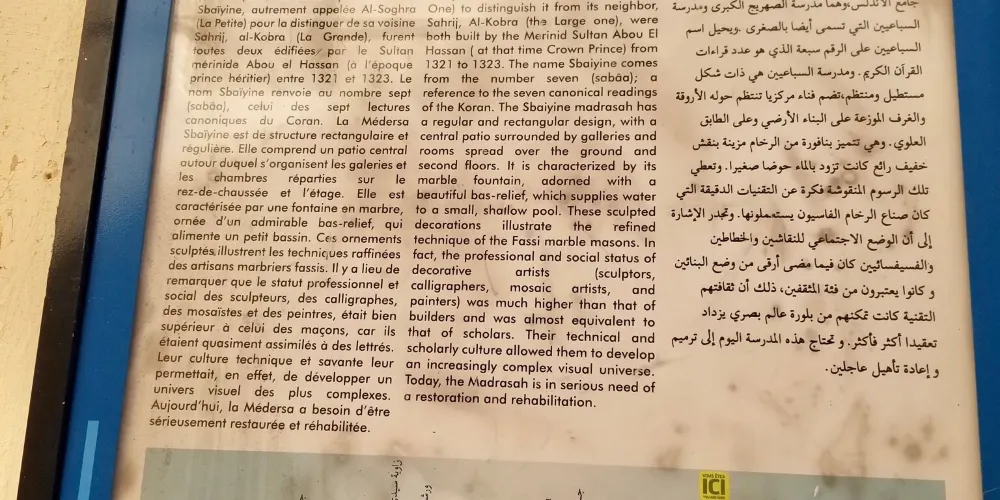 Sbaïyine, autrement appelée Al-Soghra
(La Petite) pour la distinguer de sa voisine
Sahrij, al-Kobra (La Grande), furent
toutes deux édifiées par le Sultan
mérinide Abou el Hassan (à l'époque
prince héritier) entre 1321 et 1323. Le
nom Sbaïyine renvoie au nombre sept
(sabâa), celui des sept lectures
canoniques du Coran. La Médersa
Sbaïyine est de structure rectangulaire et
régulière. Elle comprend un patio central
autour duquel s'organisent les galeries et
les chambres réparties sur le
rez-de-chaussée et l'étage. Elle est
caractérisée par une fontaine en marbre,
ornée d'un admirable bas-relief, qui
alimente un petit bassin. Ces ornements
sculptés illustrent les techniques raffinées
des artisans marbriers fassis. Il y a lieu de
remarquer que le statut professionnel et
social des sculpteurs, des calligraphes,
des mosaïstes et des peintres, était bien
supérieur à celui des maçons, car ils
étaient quasiment assimilés à des lettrés.
Leur culture technique et savante leur
permettait, en effet, de développer un
univers visuel des plus complexes.
Aujourd'hui, la Médersa a besoin d'être
sérieusement restaurée et réhabilitée.
One) to distinguish it from its neighbor,
Sahrij, Al-Kobra (the Large one), were
both built by the Merinid Sultan Abou El
Hassan ( at that time Crown Prince) from
1321 to 1323. The name Sbaiyine comes
from the number seven (sabâa); a
reference to the seven canonical readings
of the Koran. The Sbaiyine madrasah has
a regular and rectangular design, with a
central patio surrounded by galleries and
rooms spread over the ground and
second floors. It is characterized by its
marble fountain, adorned with a
beautiful bas-relief, which supplies water
to a small, shallow pool. These sculpted
decorations illustrate the refined
technique of the Fassi marble masons. In
fact, the professional and social status of
decorative artists (sculptors,
calligraphers, mosaic artists, and
painters) was much higher than that of
builders and was almost equivalent to
that of scholars. Their technical and
scholarly culture allowed them to develop
an increasingly complex visual universe.
Today, the Madrasah is in serious need of
a restoration and rehabilitation.
جامع الأندلس،وهما مدرسة الصهريج الكبرى ومدرسة
السباعيين التي تسمى أيضا بالصغرى .ويحيل اسم
السباعيين على الرقم سبعة الذي هو عدد قراءات
القرآن الكريم. ومدرسة السباعيين هي ذات شكل
مستطيل ومنتظم،تضم فناء مركزيا تنتظم حوله الأروقة
والغرف الموزعة على البناء الأرضي وعلى الطابق
العلوي. وهي تتميز بنافورة من الرخام مزينة بنقش
خفيف رائع كانت تزود بالماء حوضا صغيرا. وتعطي
تلك الرسوم المنقوشة فكرة عن التقنيات الدقيقة التي
كان صناع الرخام الفاسيون يستعملونها. وتجدر الإشارة
إلى أن الوضع الاجتماعي للنقاشين والخطاطين
والفسيفسائيين كان فيما مضى أرقى من وضع البنائين
و كانوا يعتبرون من فئة المثقفين، ذلك أن ثقافتهم
التقنية كانت تمكنهم من بلورة عالم بصري يزداد
تعقيدا أكثر فأكثر. و تحتاج هذه المدرسة اليوم إلى ترميم
و إعادة تأهيل عاجلين.
VOUS ÊTES
ICI